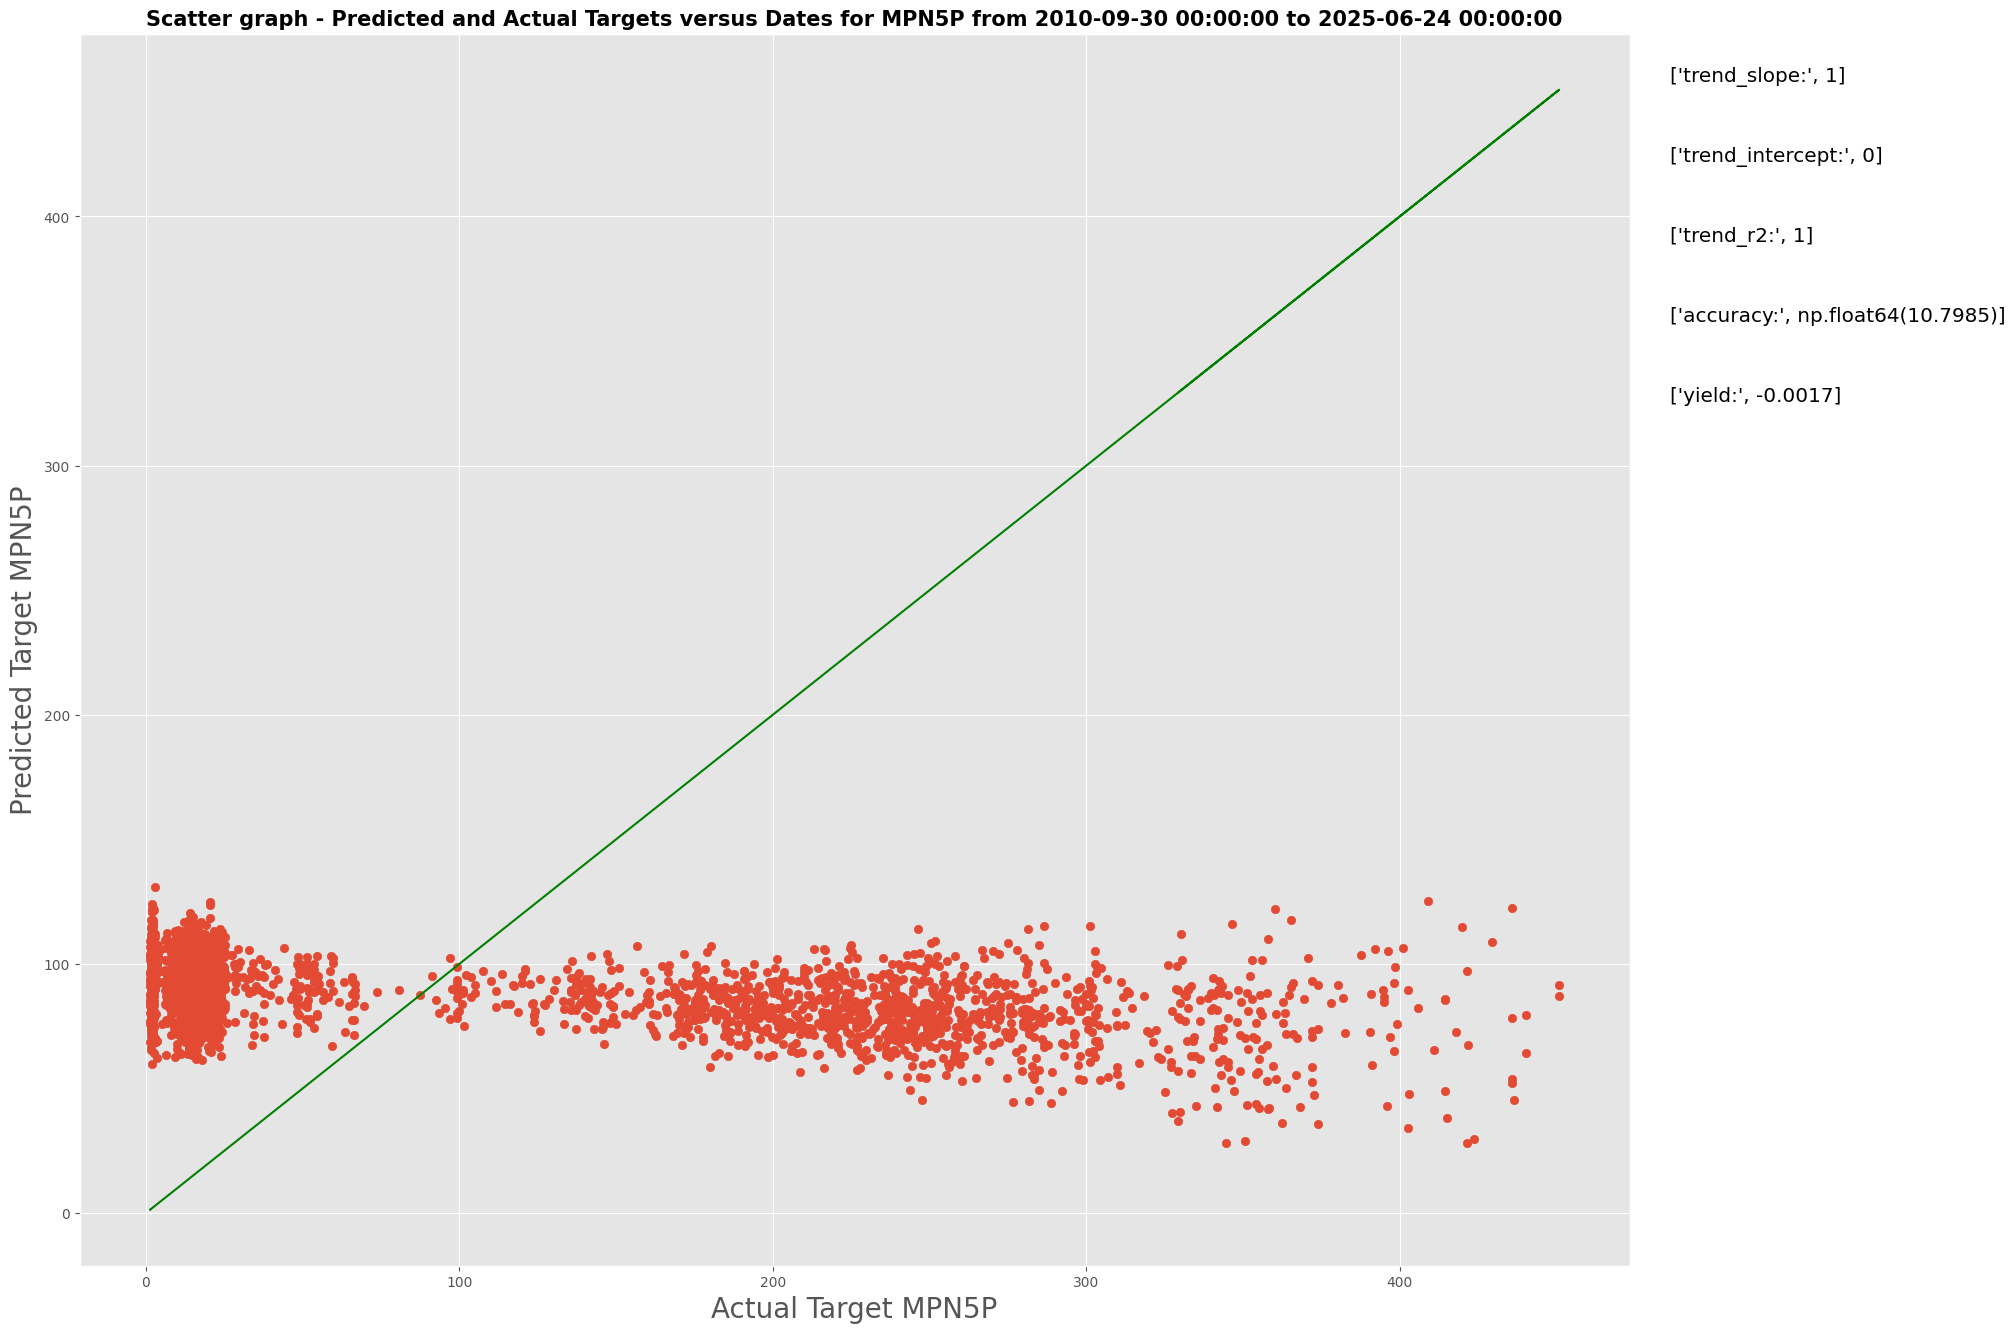 Scatter graph - Predicted and Actual Targets versus Dates for MPN5P from 2010-09-30 00:00:00 to 2025-06-24 00:00:00
['trend_slope:', 1]
['trend_intercept:', 0]
['trend_r2:', 1]
['accuracy:', np.float64(10.7985)]
['yield:', -0.0017]
Predicted Target MPN5P
400
300
200
100
0
0 100 200 300 400
Actual Target MPN5P